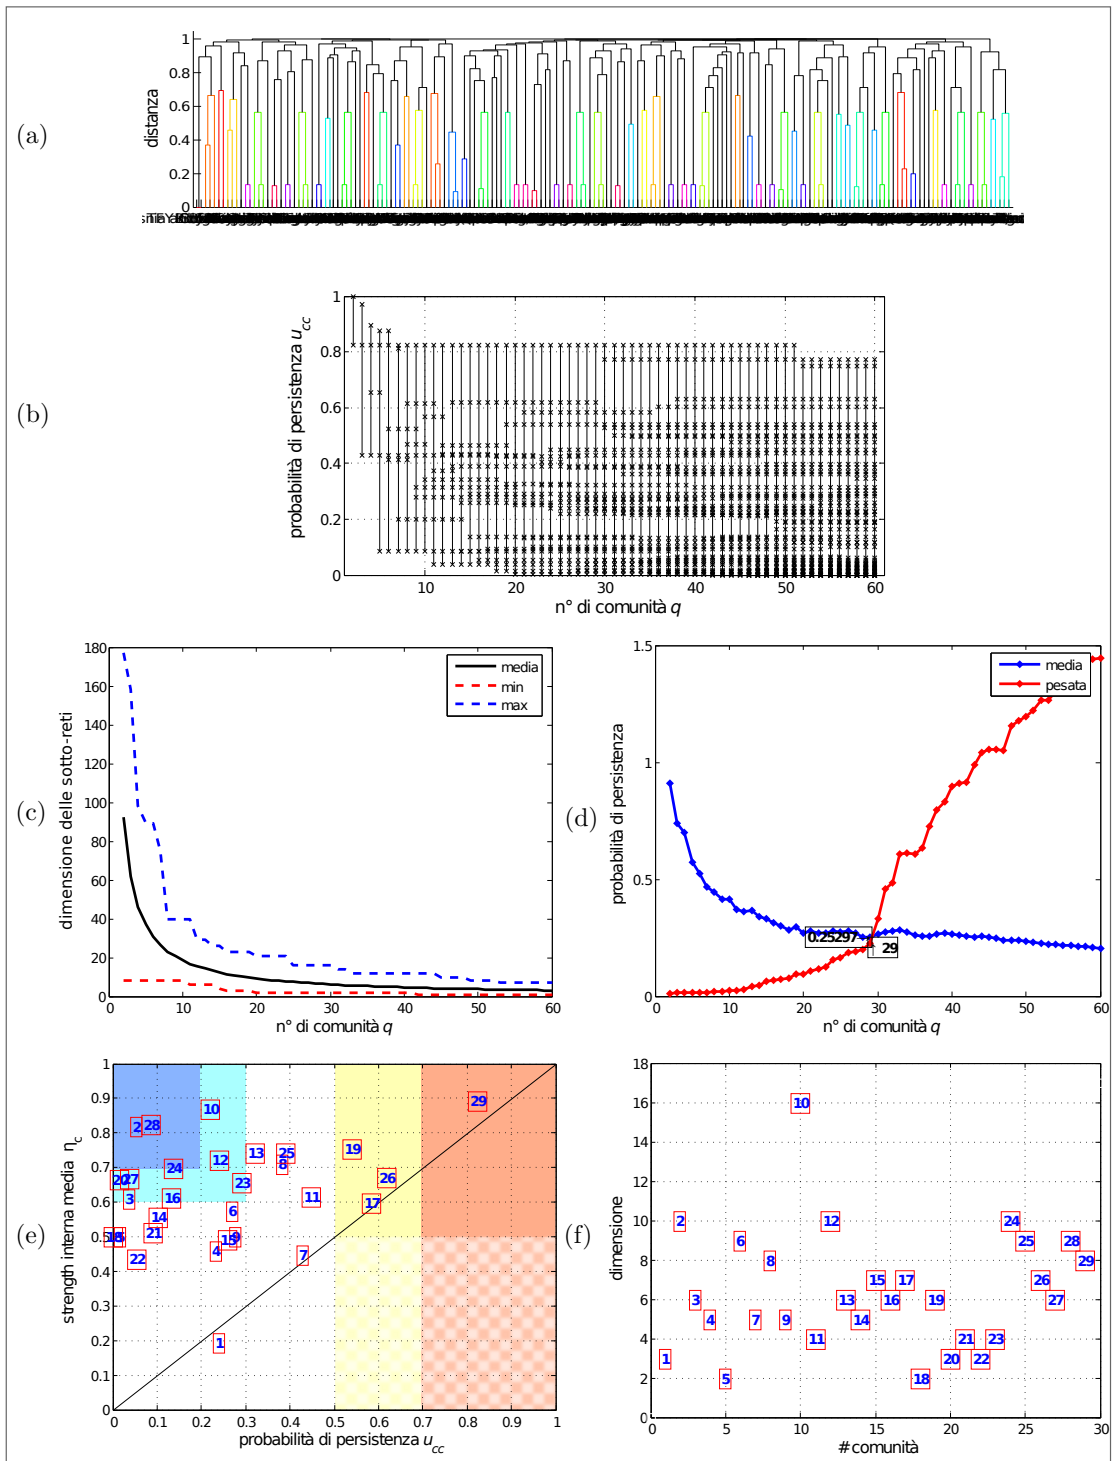 (a)
distanza
1
0.8
0.6
0.4
0.2
0
(b)
probabilità di persistenza u_cc
1
0.8
0.6
0.4
0.2
0
10 20 30 40 50 60
n° di comunità q
(c)
dimensione delle sotto-reti
180
160
140
120
100
80
60
40
20
0
0 10 20 30 40 50 60
n° di comunità q
media
min
max
(d)
probabilità di persistenza
1.5
1
0.5
0
0 10 20 30 40 50 60
n° di comunità q
media
pesata
0.25297
29
(e)
strength interna media η_c
1
0.9
0.8
0.7
0.6
0.5
0.4
0.3
0.2
0.1
0
0 0.1 0.2 0.3 0.4 0.5 0.6 0.7 0.8 0.9 1
probabilità di persistenza u_cc
29
10
2 28
19
12 13 25
8
24
20 27 23 26
3 16 11 17
14 6
21 15 9
22 4 7
1
(f)
dimensione
18
16
14
12
10
8
6
4
2
0
0 5 10 15 20 25 30
# comunità
10
2 12 24
6 25 28
8 29
15 17 26
3 13 16 19 27
4 7 9 14
11 21 23
1 20 22
5 18